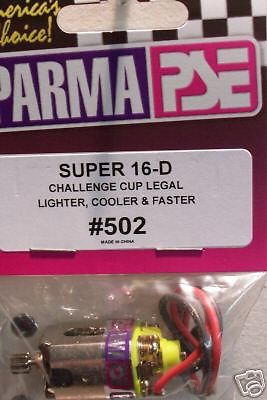 America's
Choice!
PARMA PSE
SUPER 16-D
CHALLENGE CUP LEGAL
LIGHTER, COOLER & FASTER
#502
MADE IN CHINA